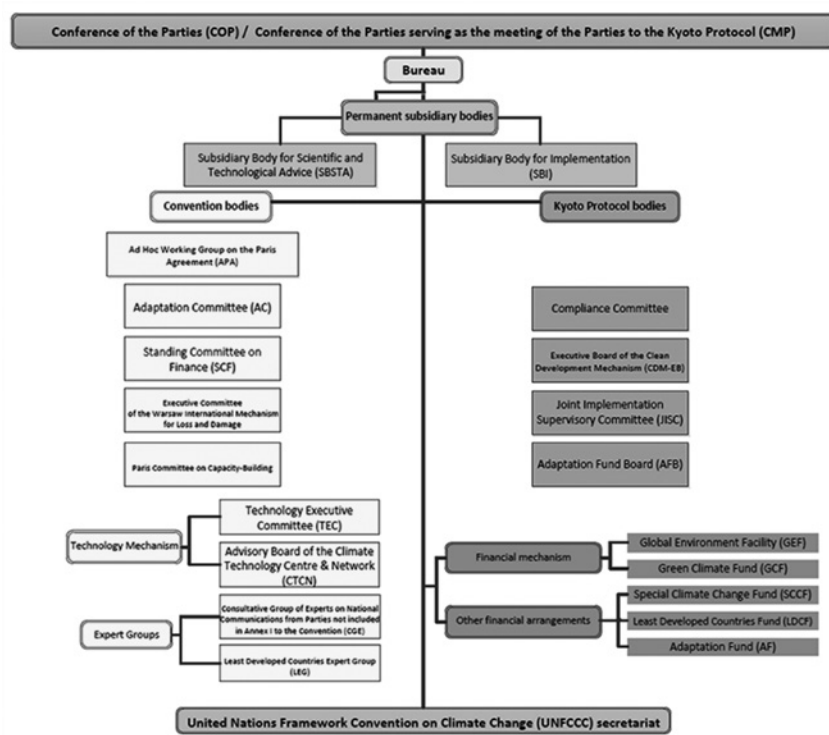 Conference of the Parties (COP) / Conference of the Parties serving as the meeting of the Parties to the Kyoto Protocol (CMP)
Bureau
Permanent subsidiary bodies
Subsidiary Body for Scientific and
Technological Advice (SBSTA)
Subsidiary Body for Implementation
(SBI)
Convention bodies
Kyoto Protocol bodies
Ad Hoc Working Group on the Paris
Agreement (APA)
Adaptation Committee (AC)
Standing Committee on
Finance (SCF)
Executive Committee
of the Warsaw International Mechanism
for Loss and Damage
Paris Committee on Capacity-Building
Compliance Committee
Executive Board of the Clean
Development Mechanism (CDM-EB)
Joint Implementation
Supervisory Committee (JISC)
Adaptation Fund Board (AFB)
Technology Mechanism
Technology Executive
Committee (TEC)
Advisory Board of the Climate
Technology Centre & Network
(CTCN)
Expert Groups
Consultative Group of Experts on National
Communications from Parties not included
in Annex I to the Convention (CGE)
Least Developed Countries Expert Group
(LEG)
Financial mechanism
Global Environment Facility (GEF)
Green Climate Fund (GCF)
Other financial arrangements
Special Climate Change Fund (SCCF)
Least Developed Countries Fund (LDCF)
Adaptation Fund (AF)
United Nations Framework Convention on Climate Change (UNFCCC) secretariat